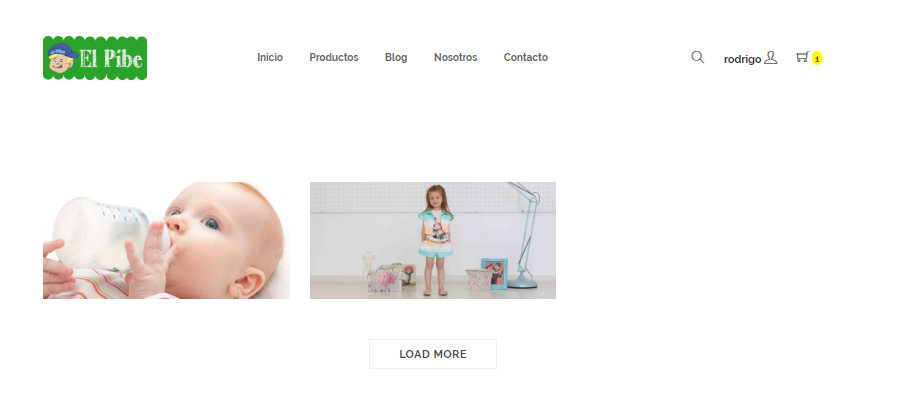 El Pibe
Inicio Productos Blog Nosotros Contacto
rodrigo 1
LOAD MORE